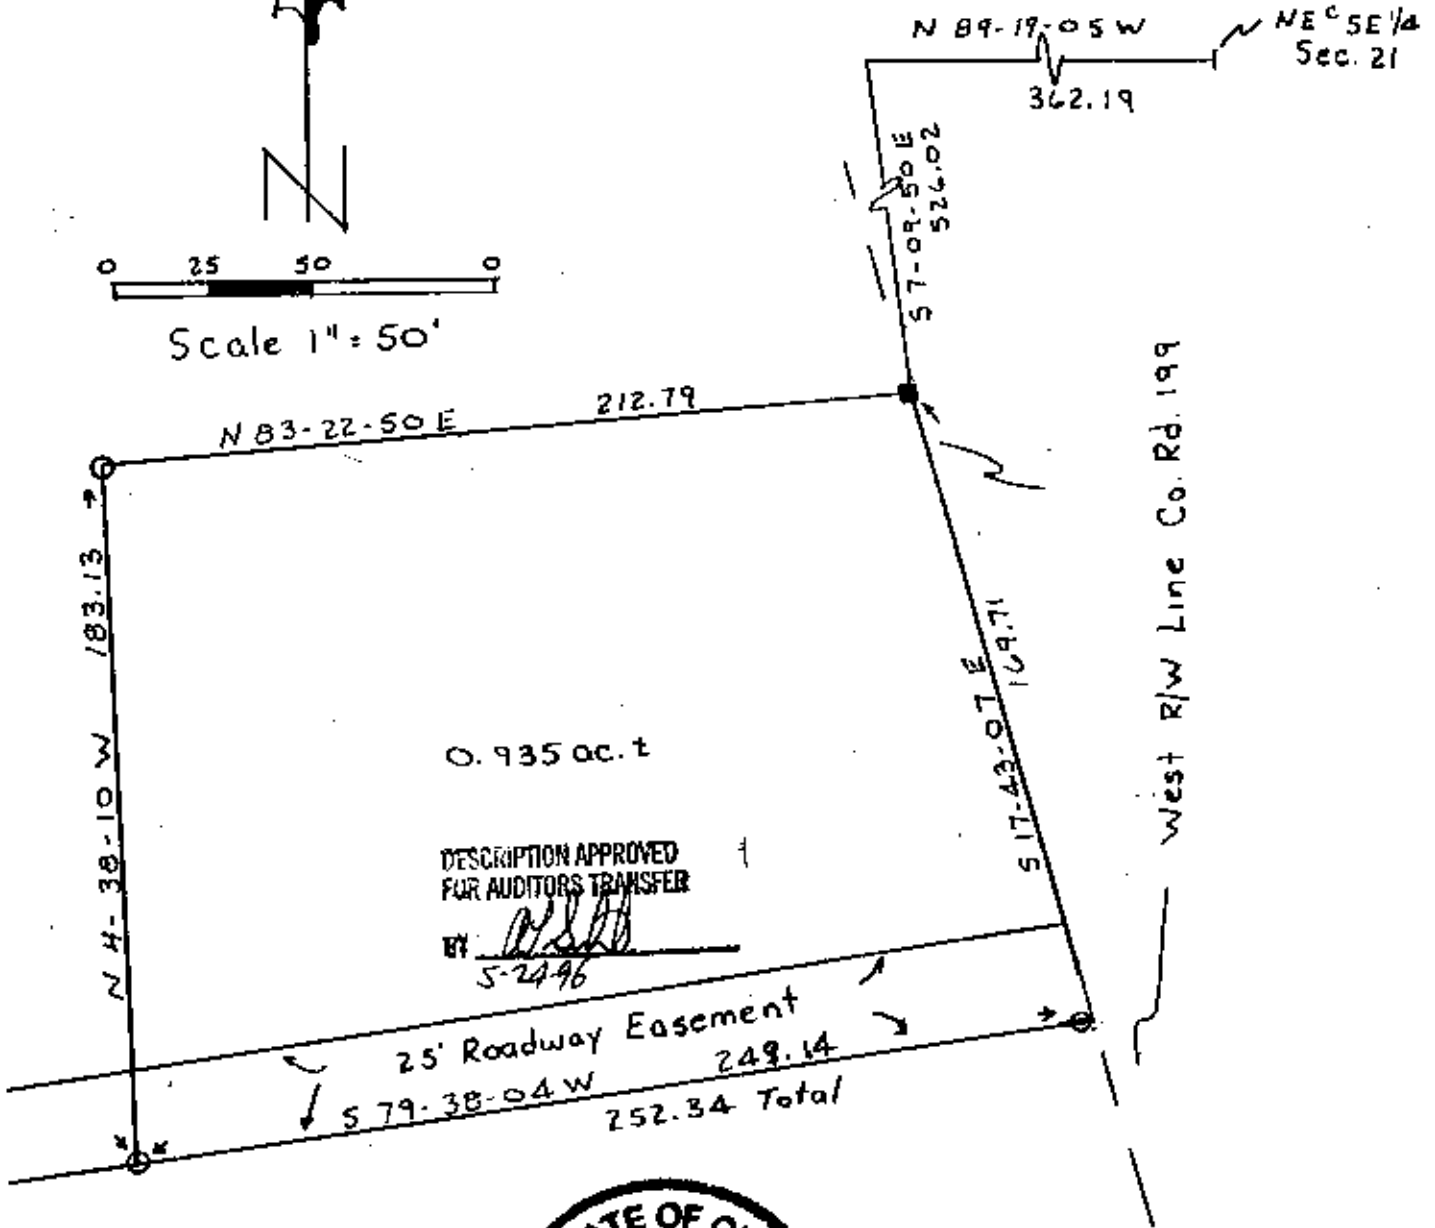 N 89-19-05 W
NE C SE 1/4
Sec. 21
362.19
S 7-09-50 E
526.02
N
0 25 50 0
Scale 1" = 50'
N 83-22-50 E 212.79
West R/W Line Co. Rd. 199
183.13
N 4-38-10 W
S 17-43-07 E
169.71
0.935 ac.±
DESCRIPTION APPROVED
FOR AUDITORS TRANSFER
BY
5-24-96
25' Roadway Easement
S 79-38-04 W 249.14
252.34 Total
ATE OF O